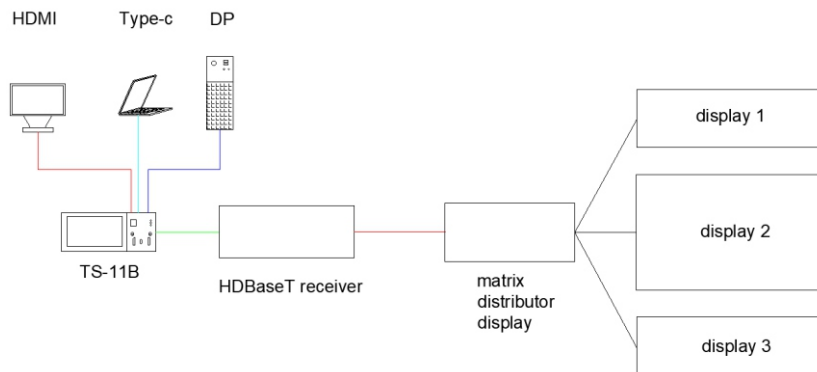 HDMI
Type-c
DP
display 1
display 2
TS-11B
HDBaseT receiver
matrix
distributor
display
display 3